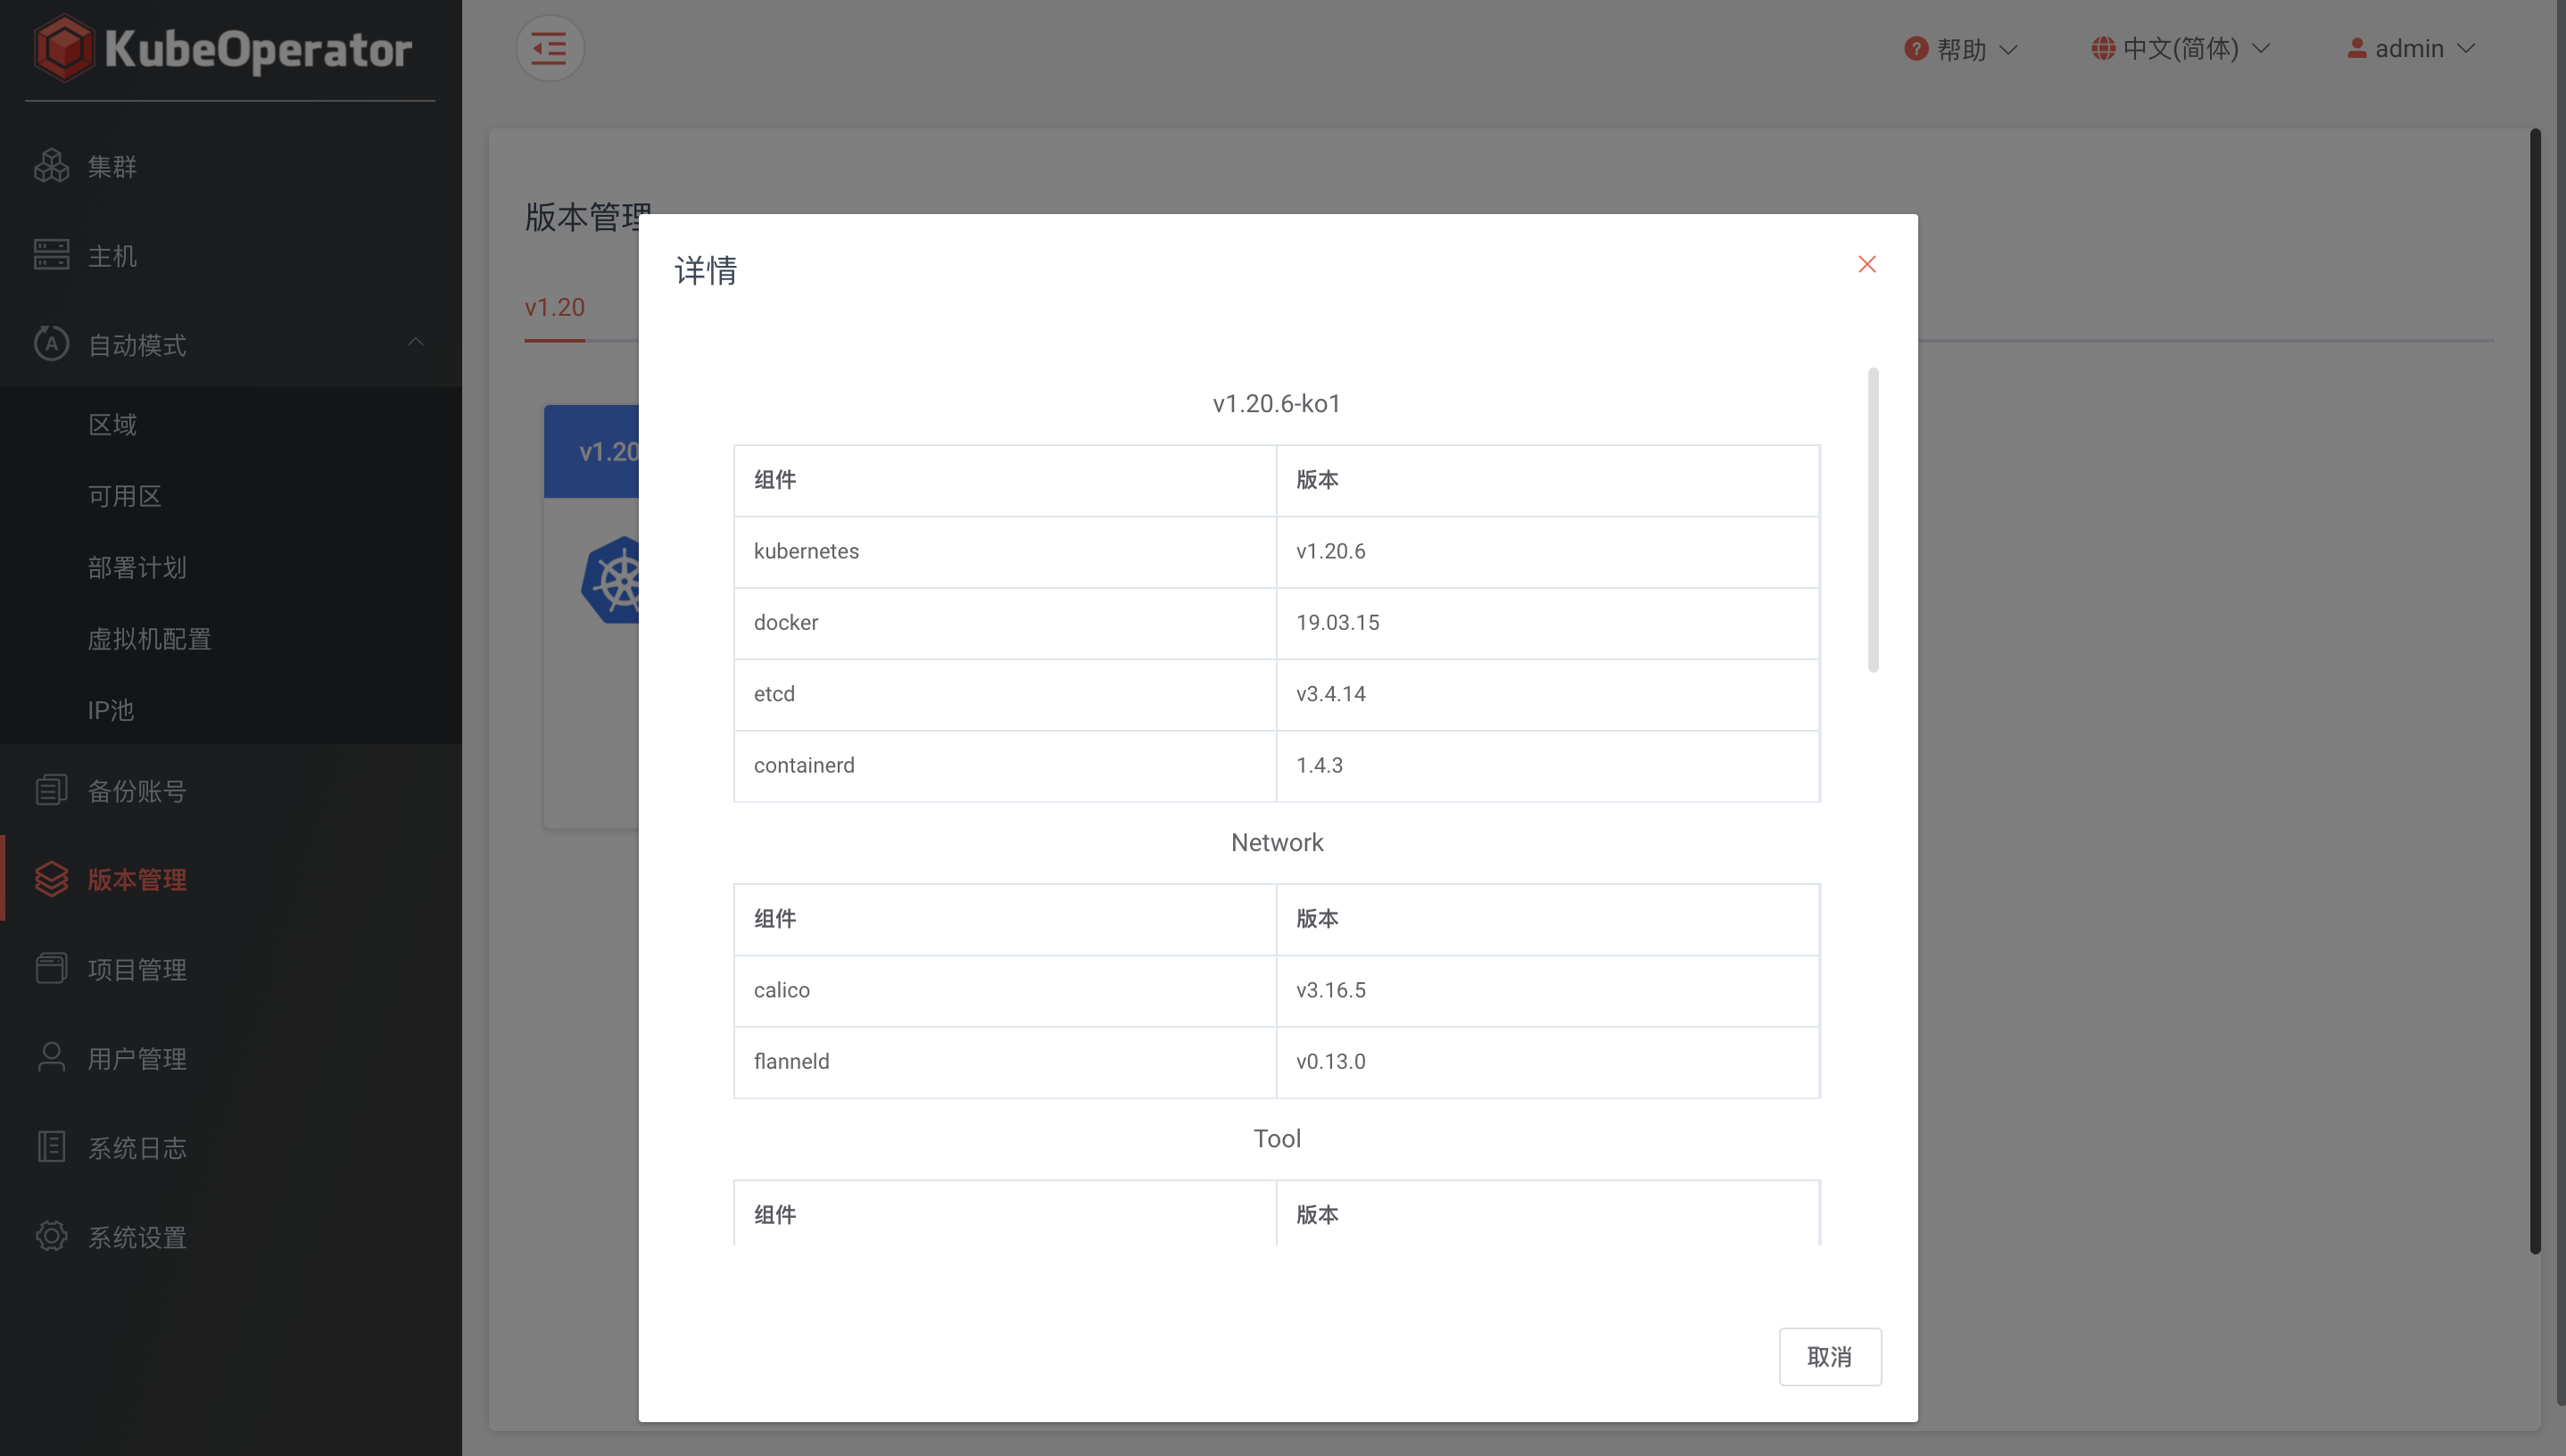 KubeOperator
帮助
中文(简体)
admin
集群
主机
自动模式
区域
可用区
部署计划
虚拟机配置
IP池
备份账号
版本管理
项目管理
用户管理
系统日志
系统设置
版本管理
v1.20
v1.20
详情
v1.20.6-ko1
组件 版本
kubernetes v1.20.6
docker 19.03.15
etcd v3.4.14
containerd 1.4.3
Network
组件 版本
calico v3.16.5
flanneld v0.13.0
Tool
组件 版本
取消